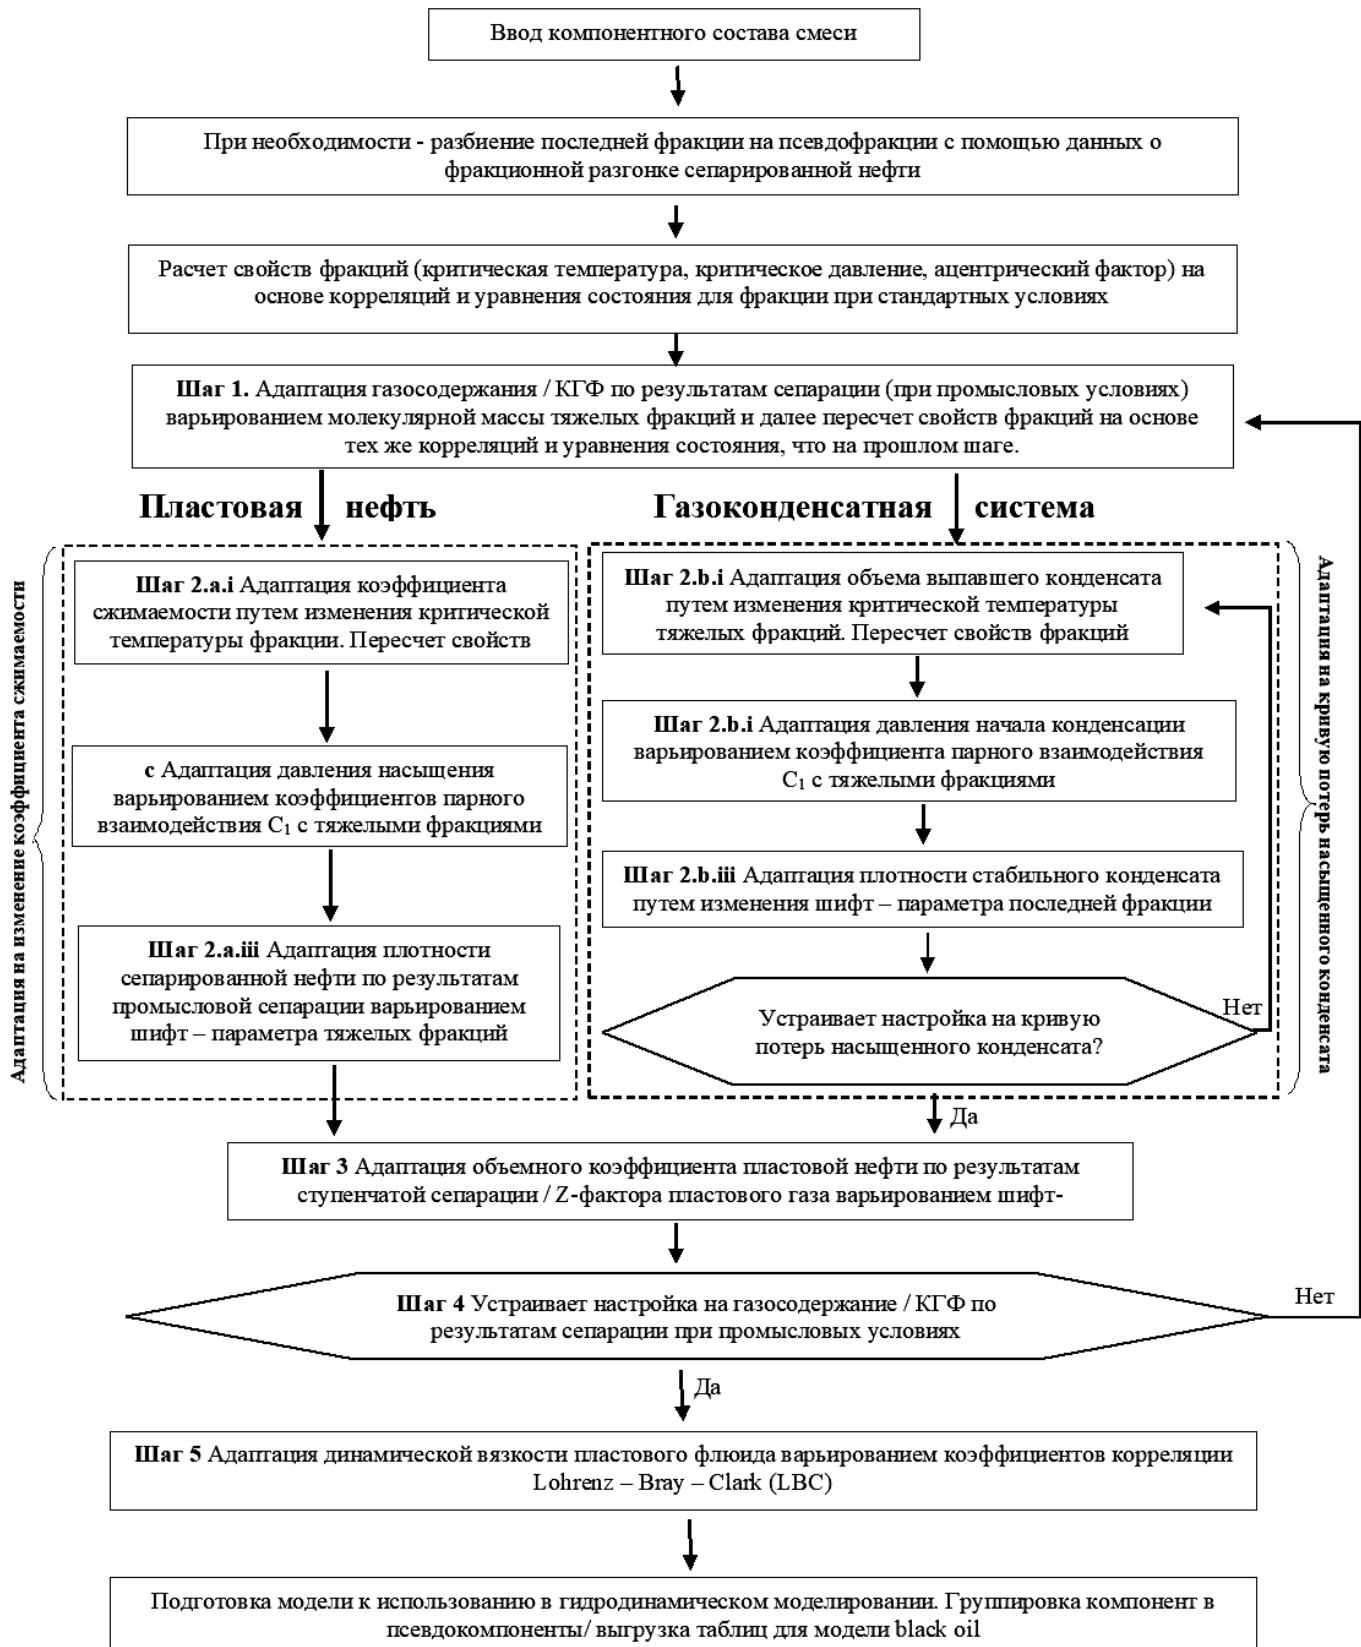 Ввод компонентного состава смеси
При необходимости - разбиение последней фракции на псевдофракции с помощью данных о
фракционной разгонке сепарированной нефти
Расчет свойств фракций (критическая температура, критическое давление, ацентрический фактор) на
основе корреляций и уравнения состояния для фракции при стандартных условиях
Шаг 1. Адаптация газосодержания / КГФ по результатам сепарации (при промысловых условиях)
варьированием молекулярной массы тяжелых фракций и далее пересчет свойств фракций на основе
тех же корреляций и уравнения состояния, что на прошлом шаге.
Пластовая нефть
Газоконденсатная система
Адаптация на изменение коэффициента сжимаемости
Шаг 2.a.i Адаптация коэффициента
сжимаемости путем изменения критической
температуры фракции. Пересчет свойств
с Адаптация давления насыщения
варьированием коэффициентов парного
взаимодействия C₁ с тяжелыми фракциями
Шаг 2.a.iii Адаптация плотности
сепарированной нефти по результатам
промысловой сепарации варьированием
шифт – параметра тяжелых фракций
Шаг 2.b.i Адаптация объема выпавшего конденсата
путем изменения критической температуры
тяжелых фракций. Пересчет свойств фракций
Шаг 2.b.i Адаптация давления начала конденсации
варьированием коэффициента парного взаимодействия
C₁ с тяжелыми фракциями
Шаг 2.b.iii Адаптация плотности стабильного конденсата
путем изменения шифт – параметра последней фракции
Устраивает настройка на кривую
потерь насыщенного конденсата?
Нет
Да
Адаптация на кривую потерь насыщенного конденсата
Шаг 3 Адаптация объемного коэффициента пластовой нефти по результатам
ступенчатой сепарации / Z-фактора пластового газа варьированием шифт-
Шаг 4 Устраивает настройка на газосодержание / КГФ по
результатам сепарации при промысловых условиях
Нет
Да
Шаг 5 Адаптация динамической вязкости пластового флюида варьированием коэффициентов корреляции
Lohrenz – Bray – Clark (LBC)
Подготовка модели к использованию в гидродинамическом моделировании. Группировка компонент в
псевдокомпоненты/ выгрузка таблиц для модели black oil